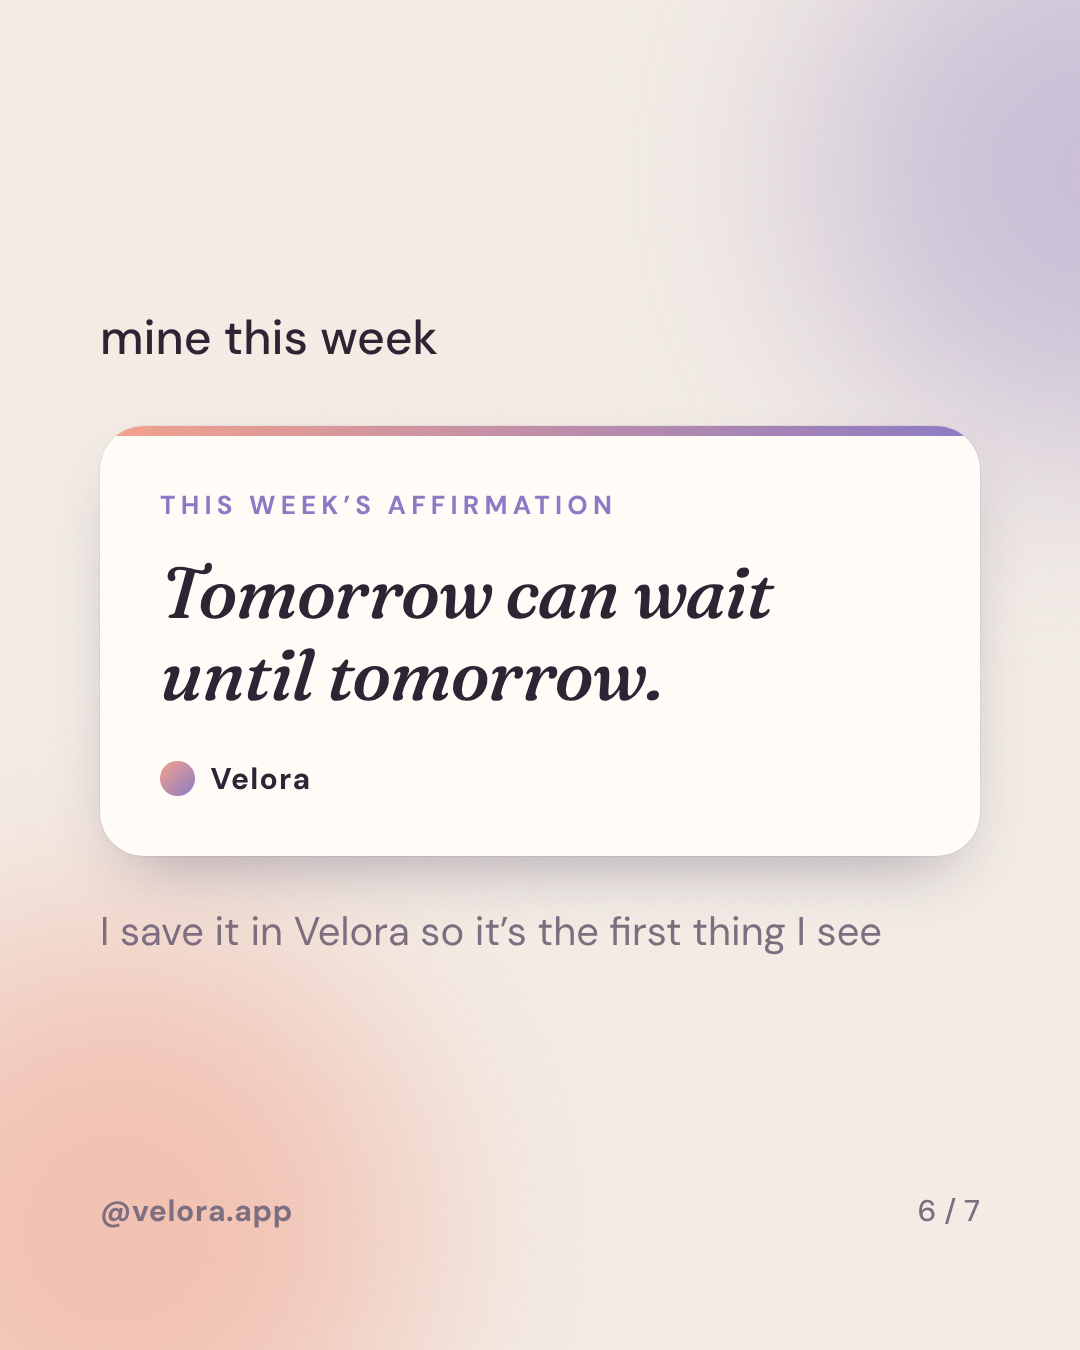 mine this week
THIS WEEK’S AFFIRMATION
Tomorrow can wait
until tomorrow.
Velora
I save it in Velora so it’s the first thing I see
@velora.app
6 / 7